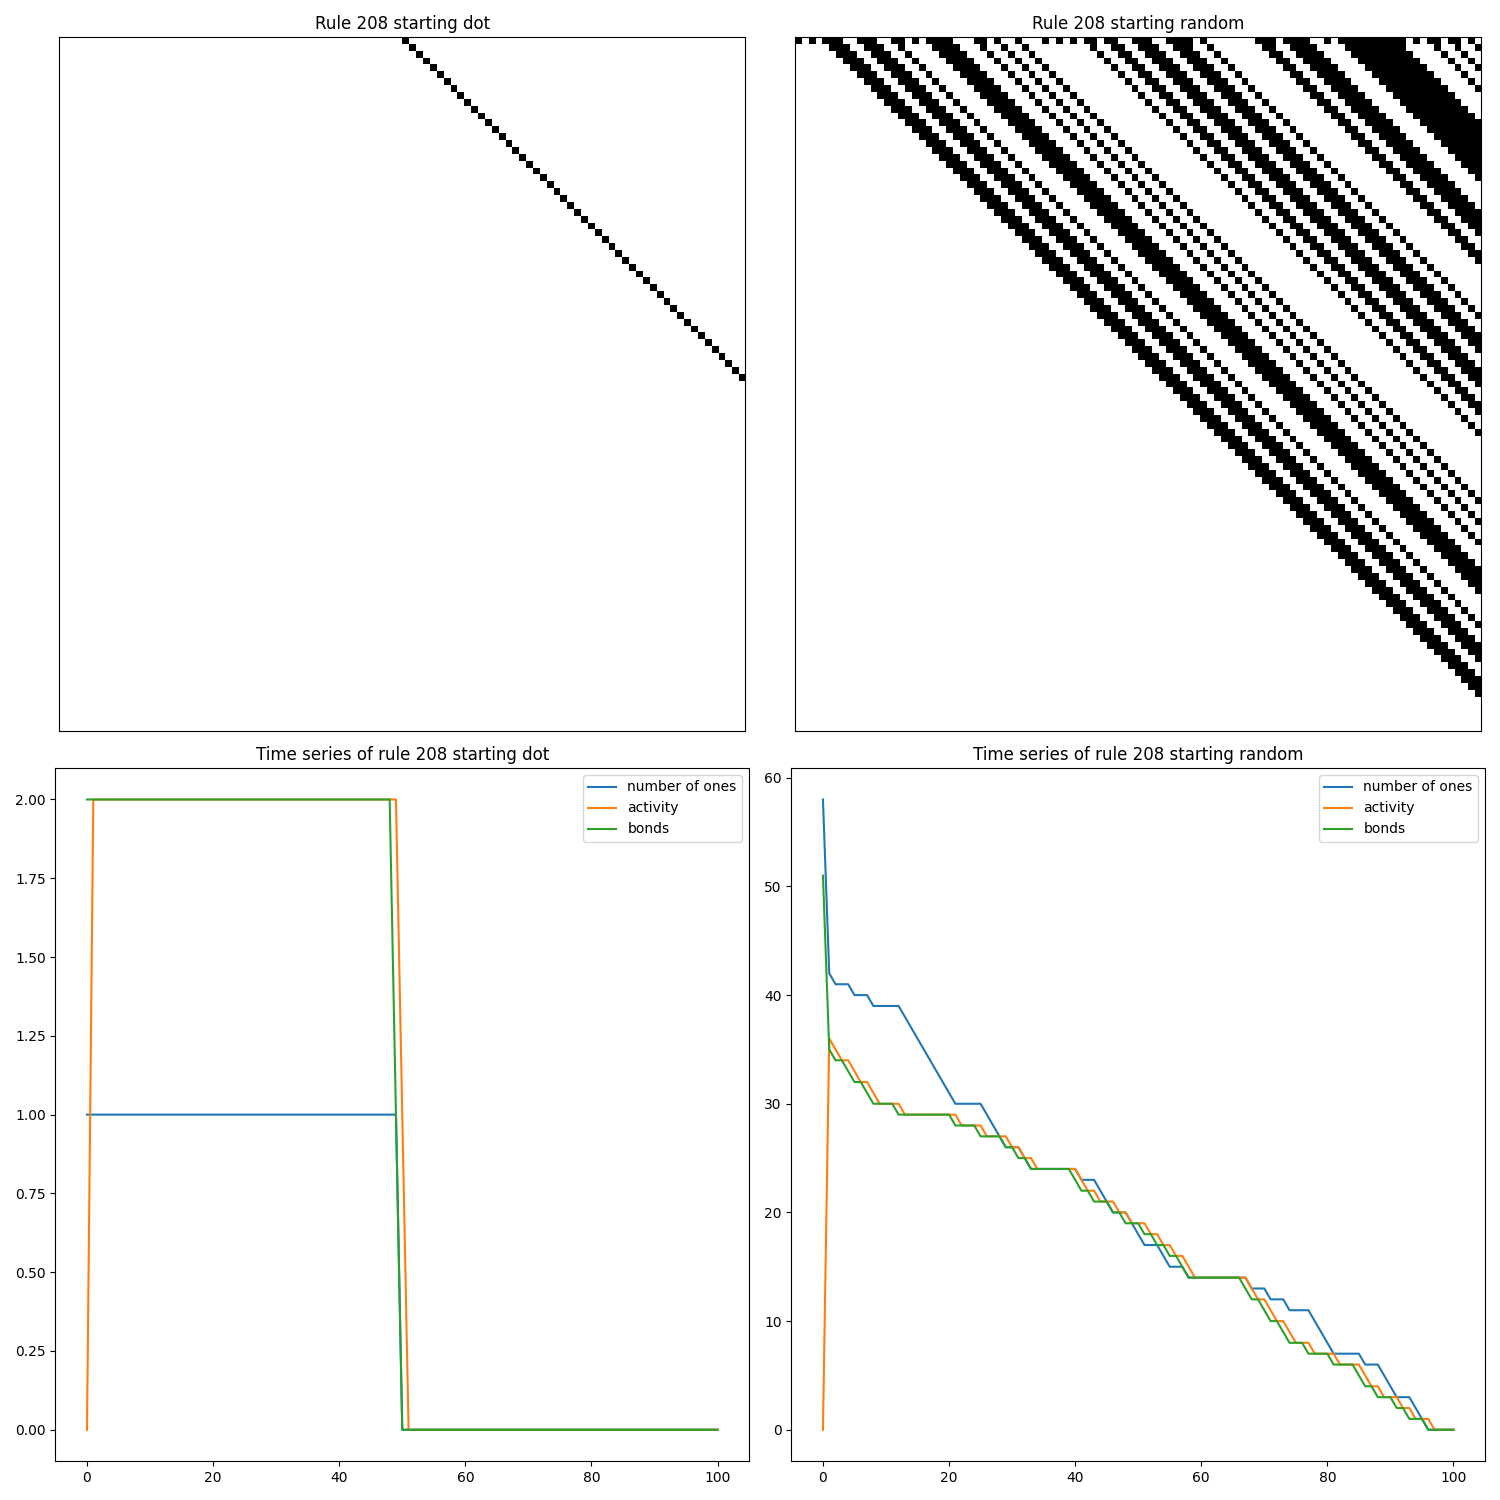 Rule 208 starting dot
Rule 208 starting random
Time series of rule 208 starting dot
2.00
1.75
1.50
1.25
1.00
0.75
0.50
0.25
0.00
0 20 40 60 80 100
number of ones
activity
bonds
Time series of rule 208 starting random
60
50
40
30
20
10
0
0 20 40 60 80 100
number of ones
activity
bonds